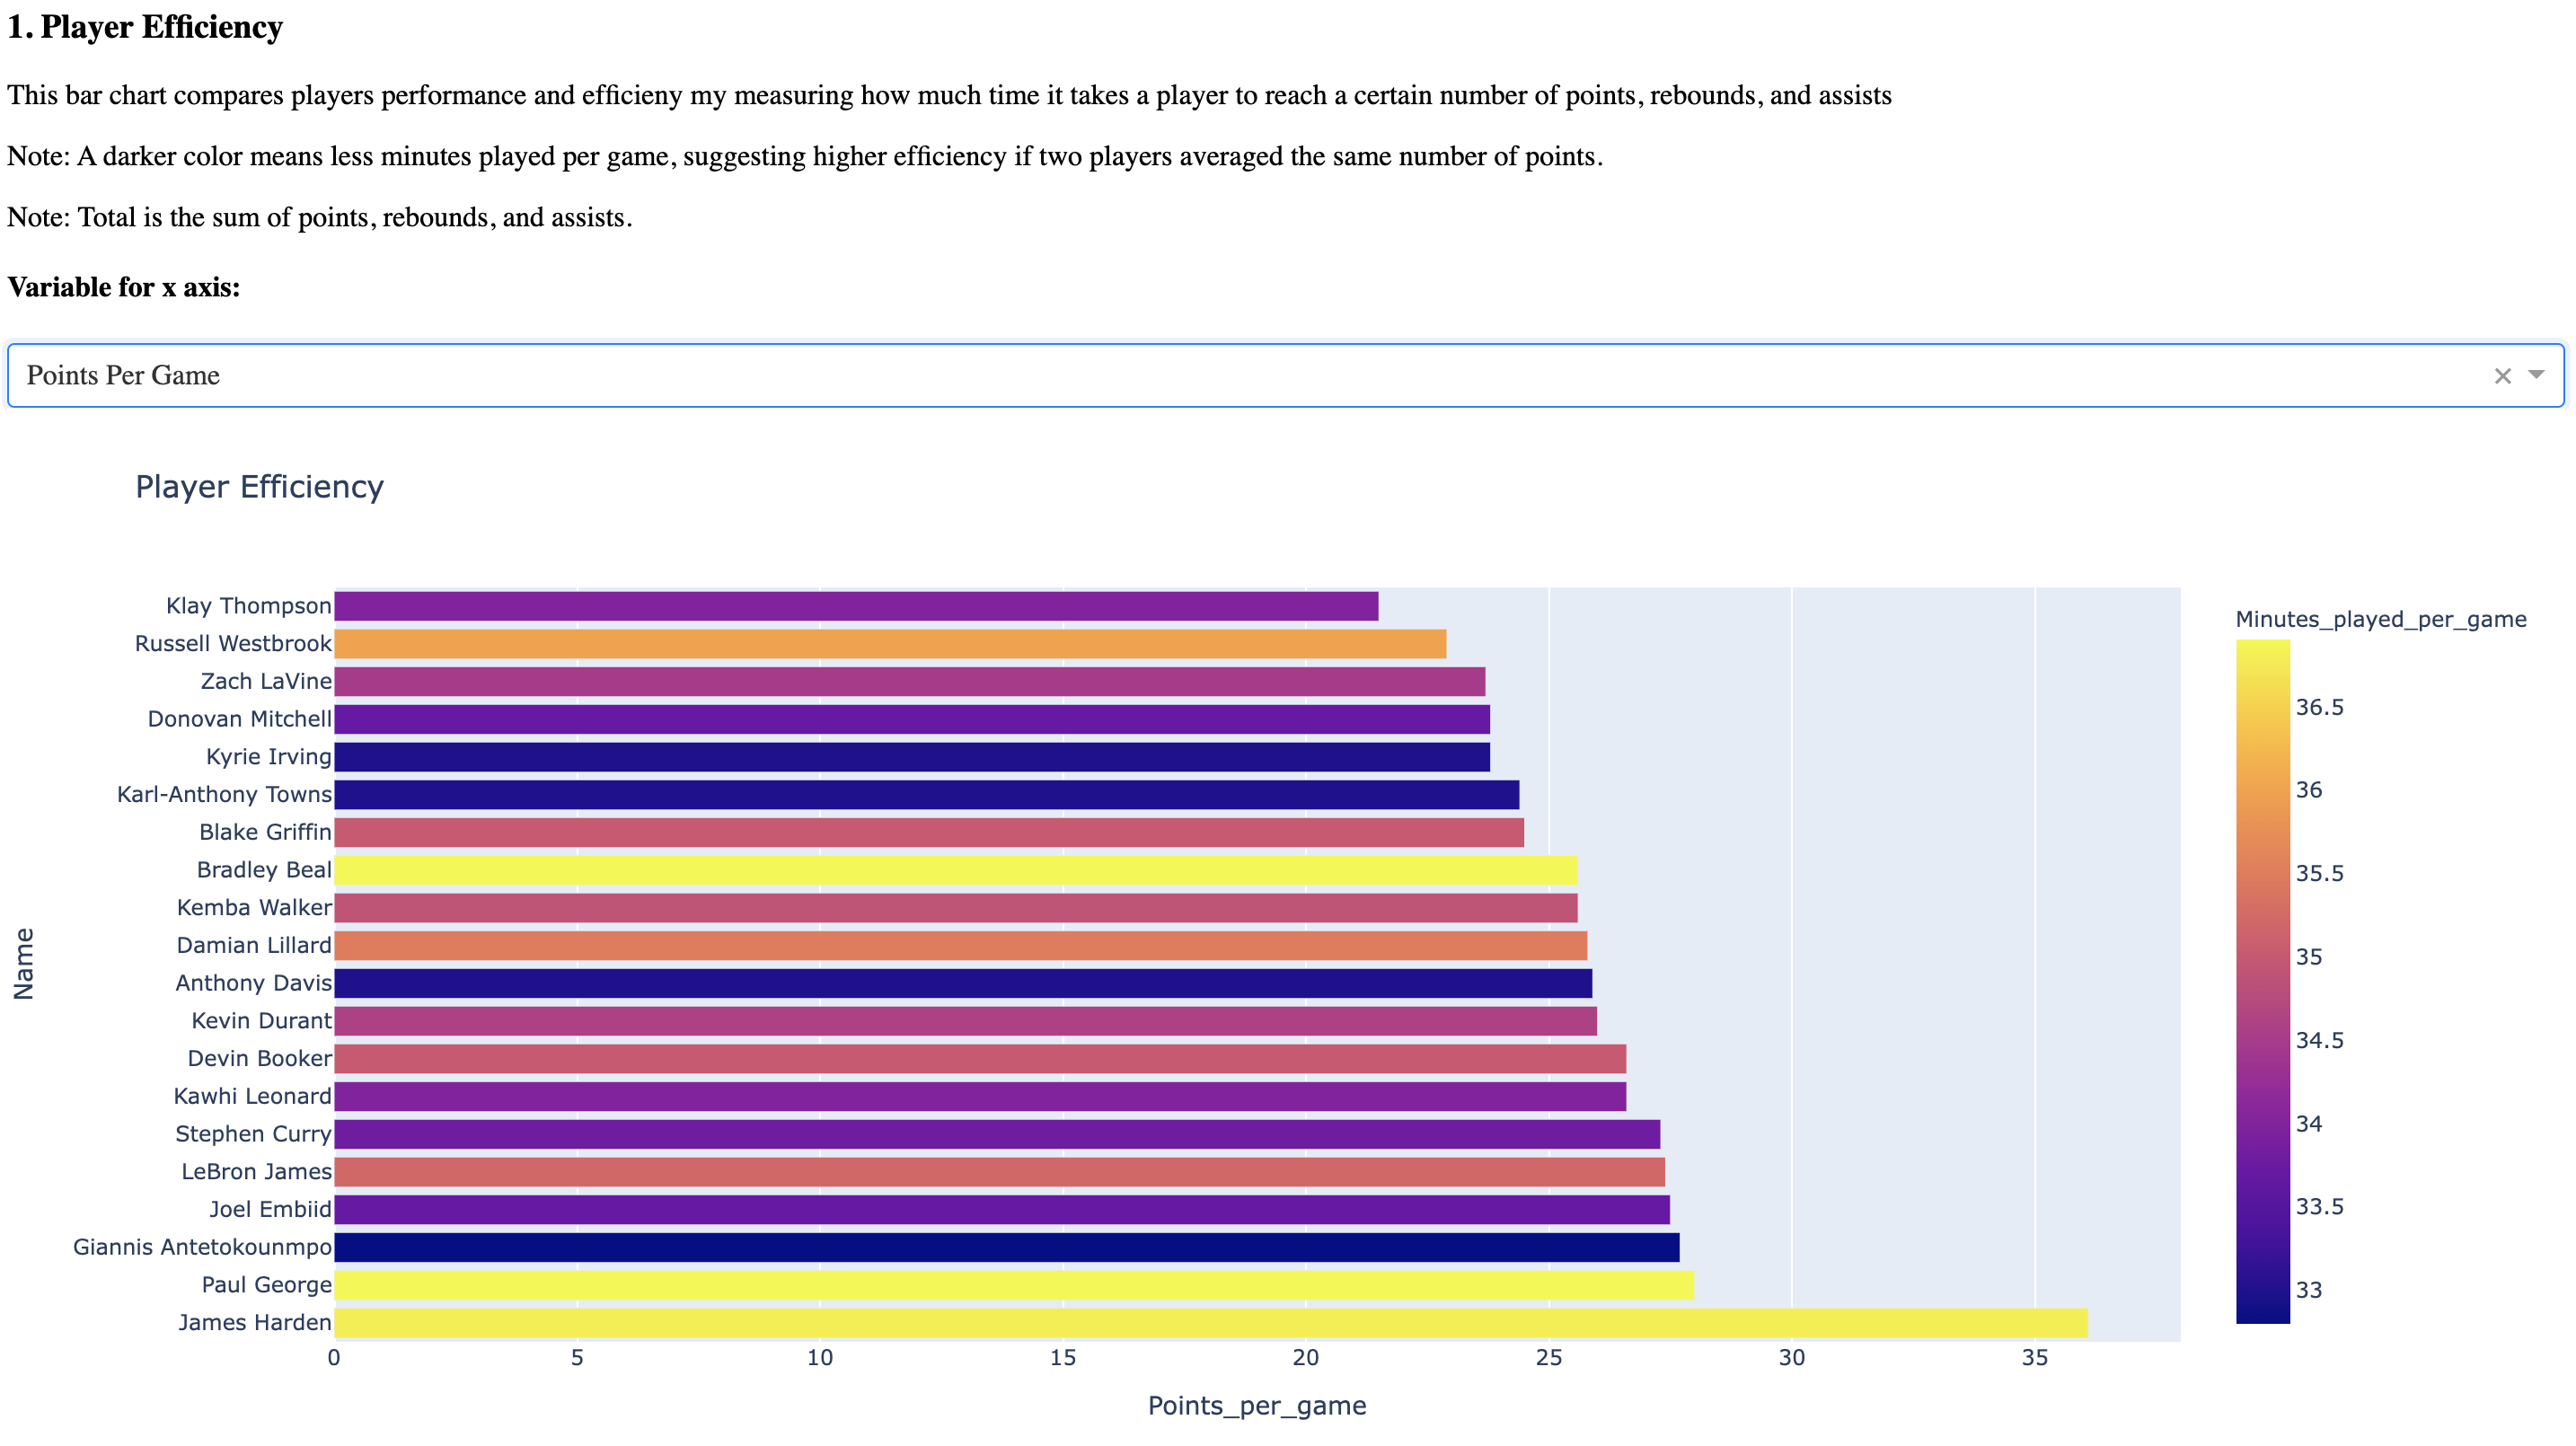 1. Player Efficiency
This bar chart compares players performance and efficieny my measuring how much time it takes a player to reach a certain number of points, rebounds, and assists
Note: A darker color means less minutes played per game, suggesting higher efficiency if two players averaged the same number of points.
Note: Total is the sum of points, rebounds, and assists.
Variable for x axis:
Points Per Game
Player Efficiency
Name
Klay Thompson
Russell Westbrook
Zach LaVine
Donovan Mitchell
Kyrie Irving
Karl-Anthony Towns
Blake Griffin
Bradley Beal
Kemba Walker
Damian Lillard
Anthony Davis
Kevin Durant
Devin Booker
Kawhi Leonard
Stephen Curry
LeBron James
Joel Embiid
Giannis Antetokounmpo
Paul George
James Harden
0 5 10 15 20 25 30 35
Points_per_game
Minutes_played_per_game
36.5
36
35.5
35
34.5
34
33.5
33